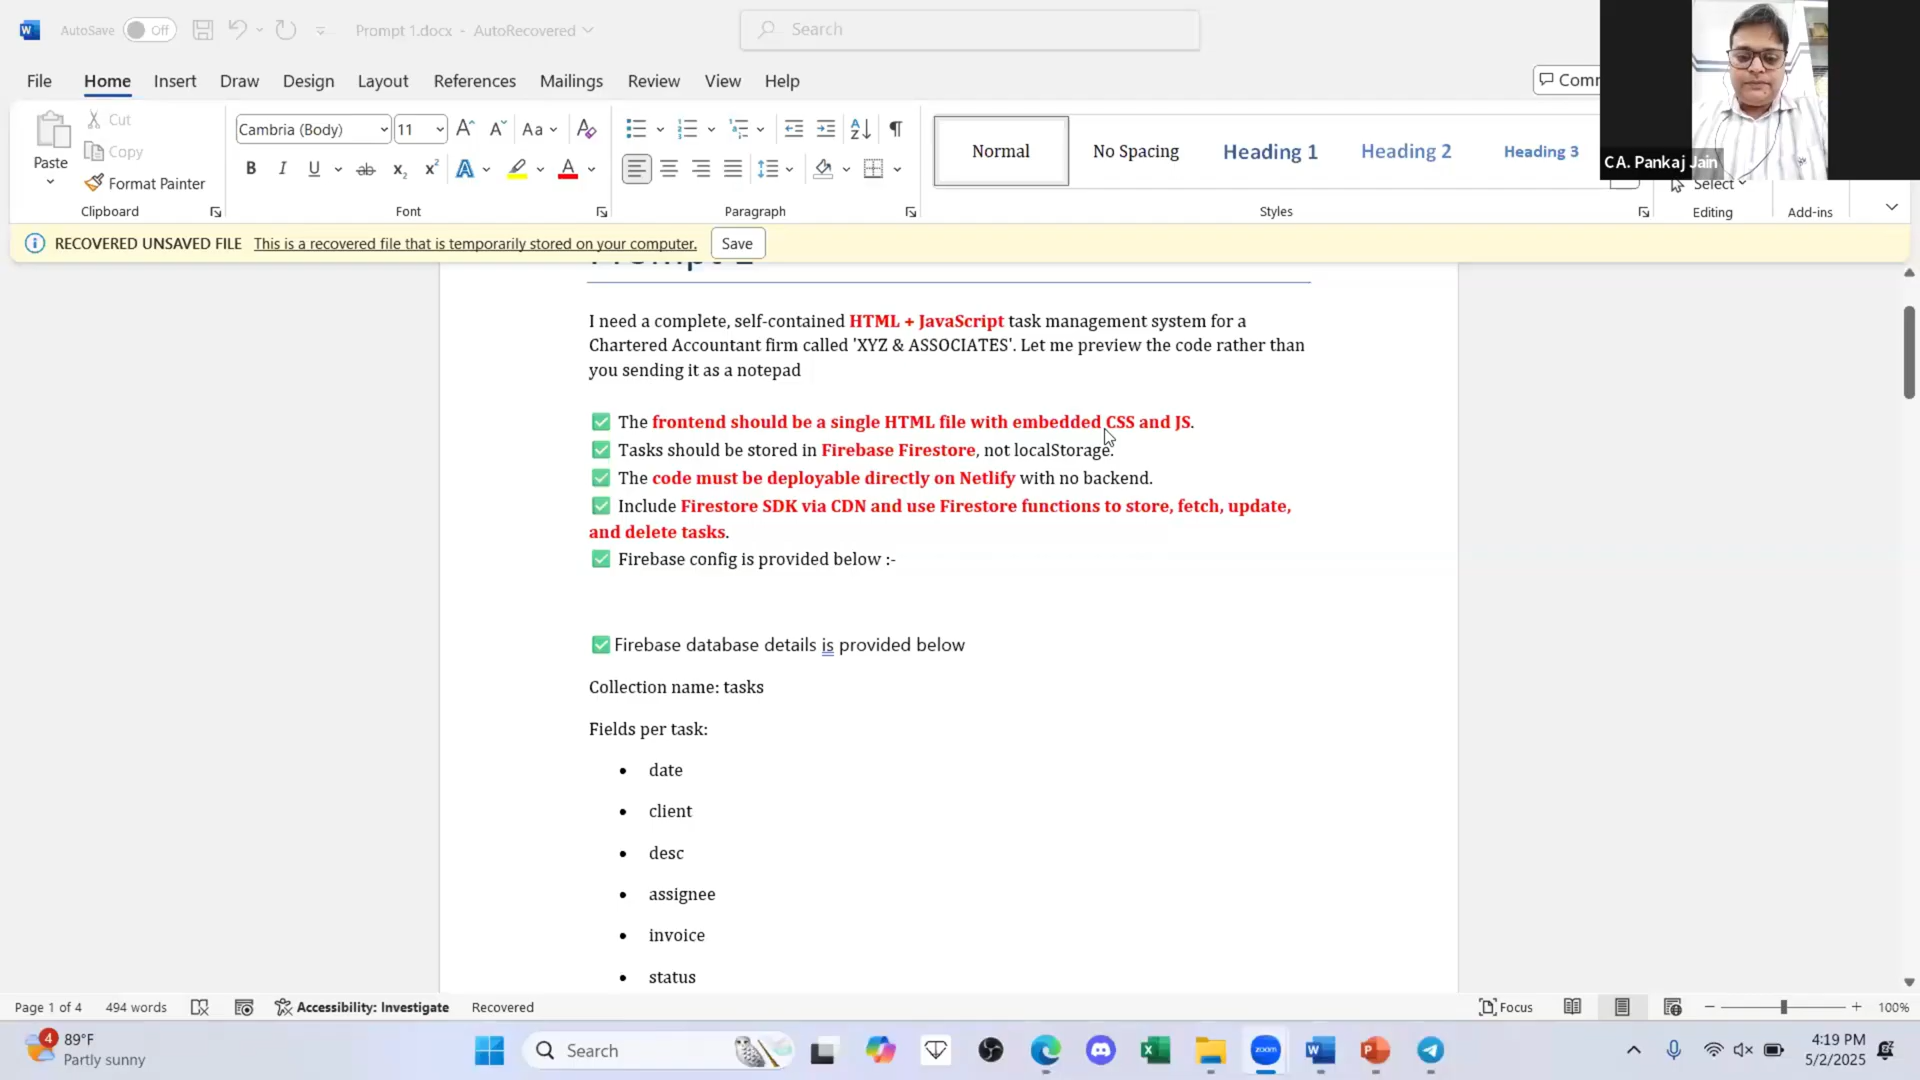 AutoSave Off Prompt 1.docx - AutoRecovered Search
File Home Insert Draw Design Layout References Mailings Review View Help
Paste Cut Copy Format Painter
Cambria (Body) 11 Aa
B I U ab x₂ x² A A
Normal No Spacing Heading 1 Heading 2 Heading 3
CA. Pankaj Jain
Select
Clipboard Font Paragraph Styles Editing Add-ins
RECOVERED UNSAVED FILE This is a recovered file that is temporarily stored on your computer. Save
I need a complete, self-contained HTML + JavaScript task management system for a
Chartered Accountant firm called 'XYZ & ASSOCIATES'. Let me preview the code rather than
you sending it as a notepad
✅ The frontend should be a single HTML file with embedded CSS and JS.
✅ Tasks should be stored in Firebase Firestore, not localStorage.
✅ The code must be deployable directly on Netlify with no backend.
✅ Include Firestore SDK via CDN and use Firestore functions to store, fetch, update,
and delete tasks.
✅ Firebase config is provided below :-
✅ Firebase database details is provided below
Collection name: tasks
Fields per task:
• date
• client
• desc
• assignee
• invoice
• status
Page 1 of 4 494 words Accessibility: Investigate Recovered Focus 100%
4 89°F
Partly sunny
Search
zoom
4:19 PM
5/2/2025